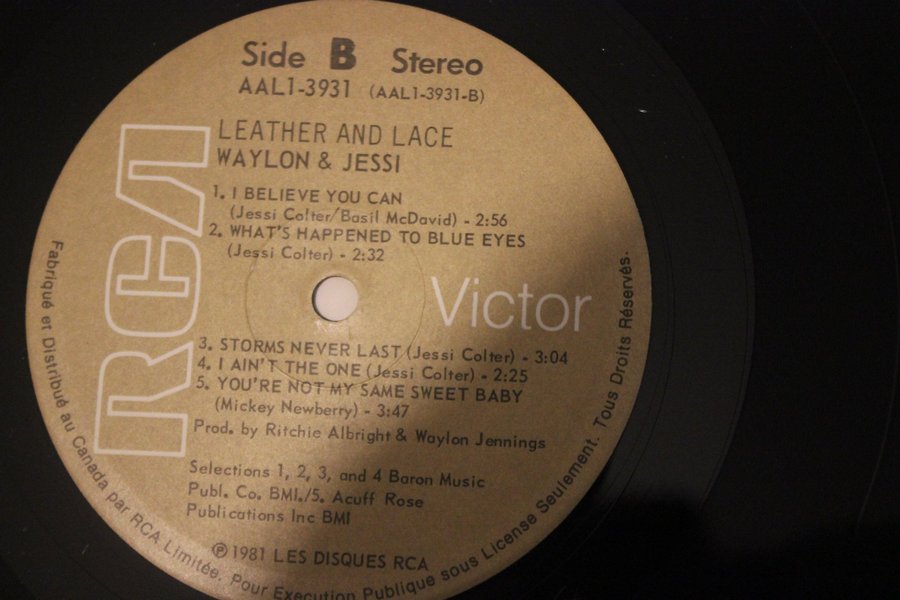 Side B Stereo
AAL1-3931 (AAL1-3931-B)
LEATHER AND LACE
WAYLON & JESSI
1. I BELIEVE YOU CAN
(Jessi Colter/Basil McDavid) - 2:56
2. WHAT'S HAPPENED TO BLUE EYES
(Jessi Colter) - 2:32
RCA
Victor
3. STORMS NEVER LAST (Jessi Colter) - 3:04
4. I AIN'T THE ONE (Jessi Colter) - 2:25
5. YOU'RE NOT MY SAME SWEET BABY
(Mickey Newberry) - 3:47
Prod. by Ritchie Albright & Waylon Jennings
Selections 1, 2, 3, and 4 Baron Music
Publ. Co. BMI./5. Acuff Rose
Publications Inc BMI
℗ 1981 LES DISQUES RCA
Fabriqué et Distribué au Canada par RCA Limitée. Pour Execution Publique sous License Seulement. Tous Droits Réservés.